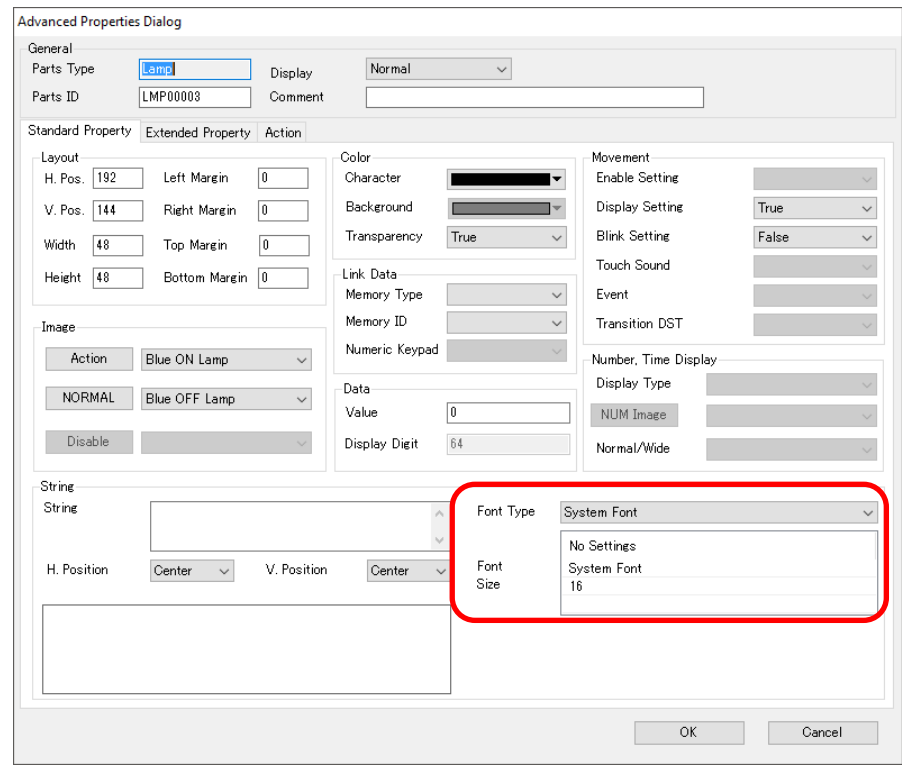 Advanced Properties Dialog
General
Parts Type Lamp Display Normal
Parts ID LMP00003 Comment
Standard Property Extended Property Action
Layout
H. Pos. 192 Left Margin 0
V. Pos. 144 Right Margin 0
Width 48 Top Margin 0
Height 48 Bottom Margin 0
Image
Action Blue ON Lamp
NORMAL Blue OFF Lamp
Disable
Color
Character
Background
Transparency True
Link Data
Memory Type
Memory ID
Numeric Keypad
Data
Value 0
Display Digit 64
Movement
Enable Setting
Display Setting True
Blink Setting False
Touch Sound
Event
Transition DST
Number, Time Display
Display Type
NUM Image
Normal/Wide
String
String
H. Position Center V. Position Center
Font Type System Font
No Settings
Font System Font
Size 16
OK Cancel